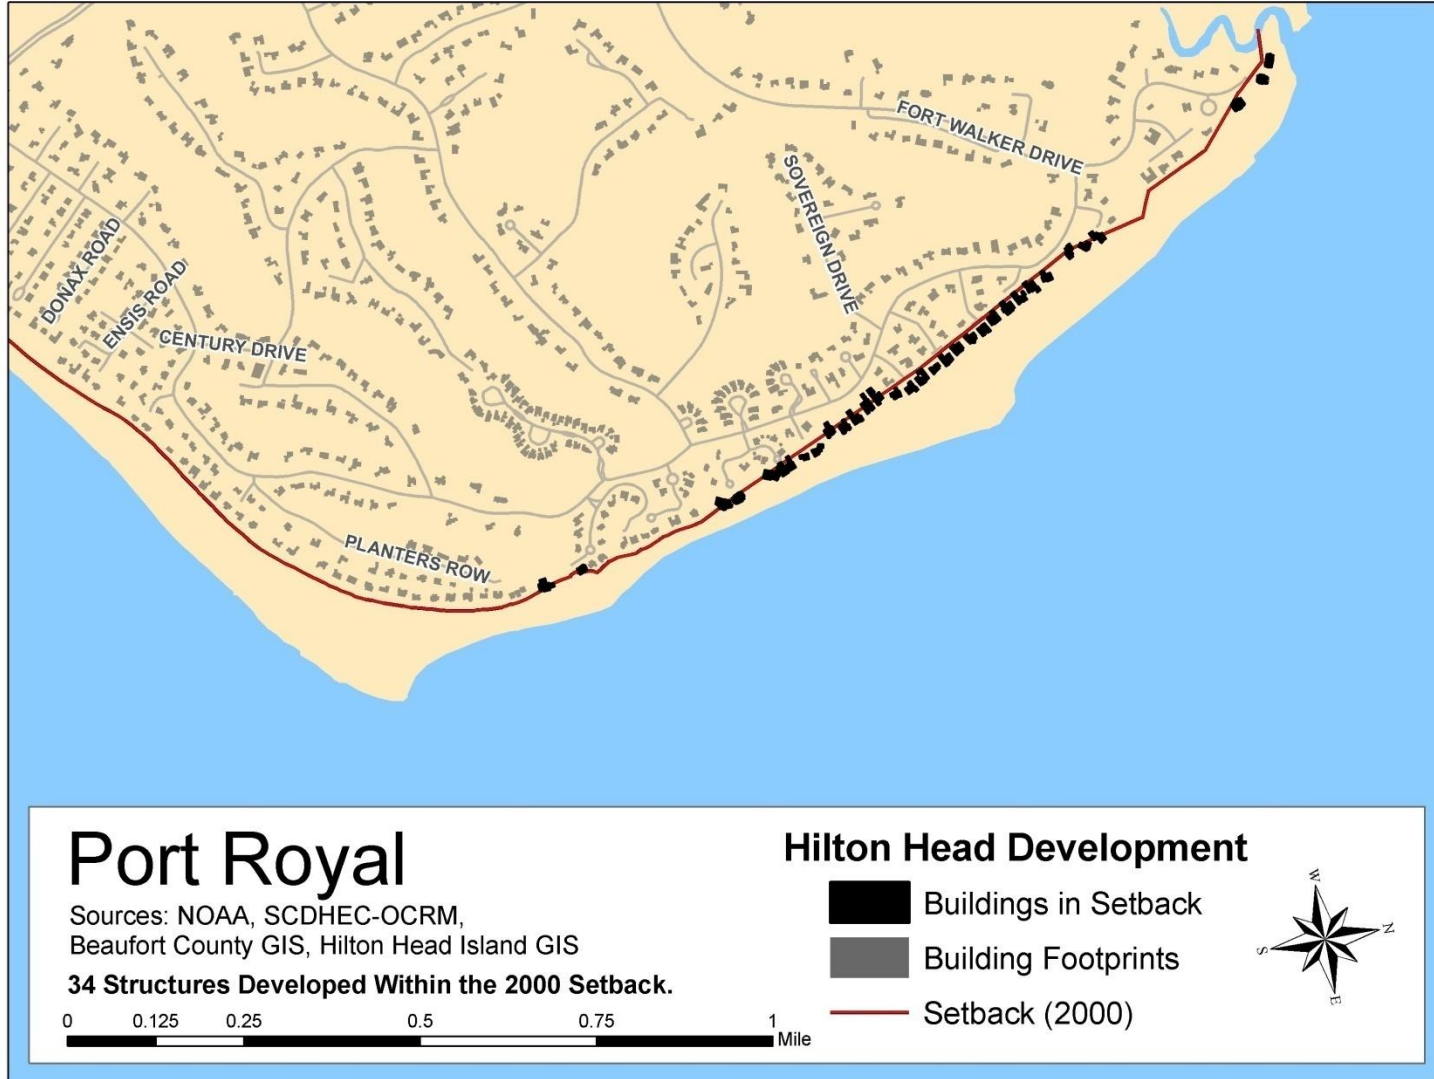 FORT WALKER DRIVE
SOVEREIGN DRIVE
DONAX ROAD
ENSIS ROAD
CENTURY DRIVE
PLANTERS ROW
Port Royal
Sources: NOAA, SCDHEC-OCRM,
Beaufort County GIS, Hilton Head Island GIS
34 Structures Developed Within the 2000 Setback.
0 0.125 0.25 0.5 0.75 1
Mile
Hilton Head Development
Buildings in Setback
Building Footprints
Setback (2000)
W
N
S
E